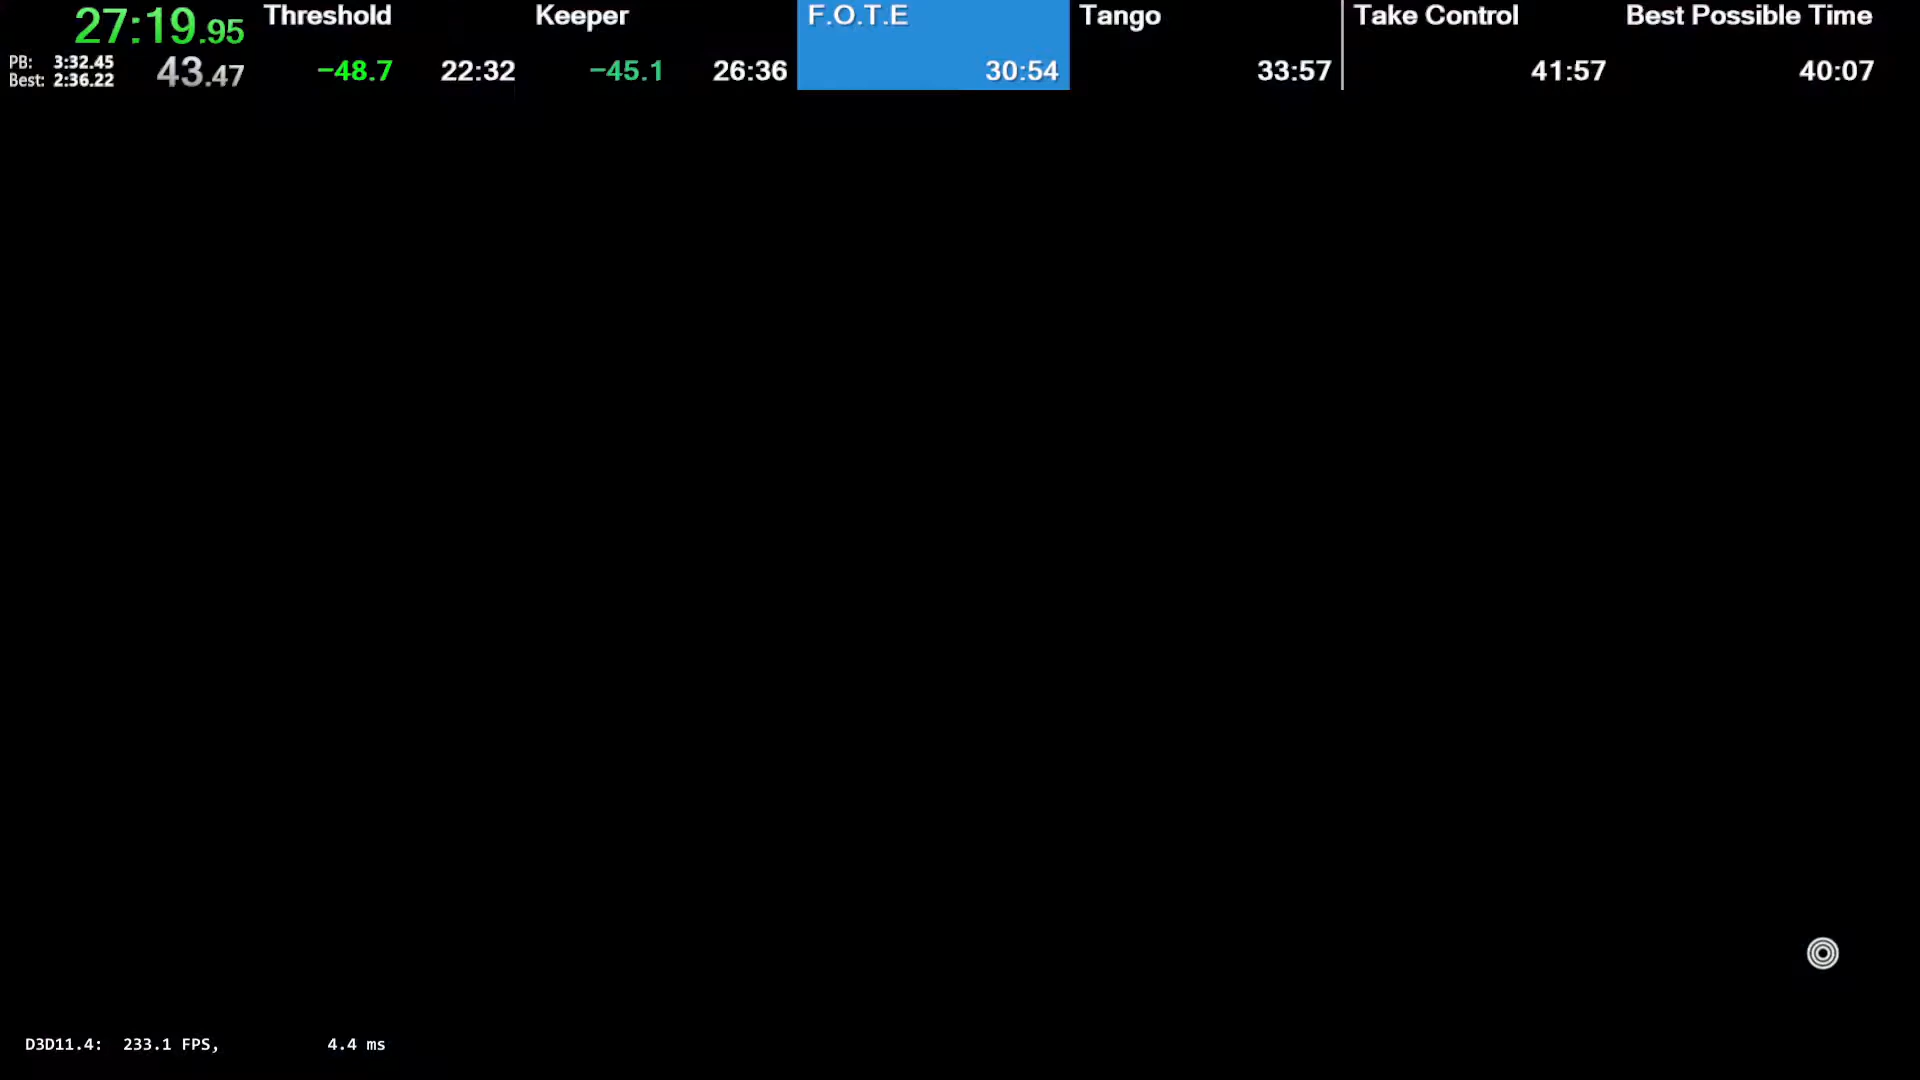 27:19.95
PB: 3:32.45
Best: 2:36.22
43.47
Threshold
−48.7 22:32
Keeper
−45.1 26:36
F.O.T.E
30:54
Tango
33:57
Take Control
41:57
Best Possible Time
40:07
D3D11.4: 233.1 FPS, 4.4 ms